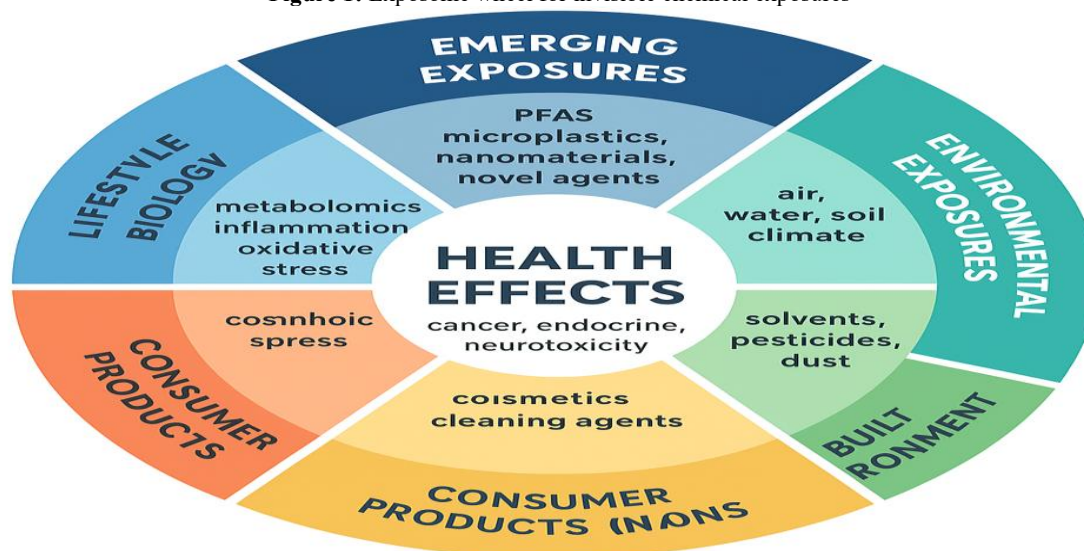 EMERGING
EXPOSURES
PFAS
microplastics,
nanomaterials,
novel agents
ENVIRONMENTAL
EXPOSURES
air,
water, soil
climate
BUILT
RONMENT
solvents,
pesticides,
dust
CONSUMER
PRODUCTS
coismetics
cleaning agents
CONSUMER
PRODUCTS
cosnnhoic
spress
LIFESTYLE
BIOLOGY
metabolomics
inflammation
oxidative
stress
HEALTH
EFFECTS
cancer, endocrine,
neurotoxicity